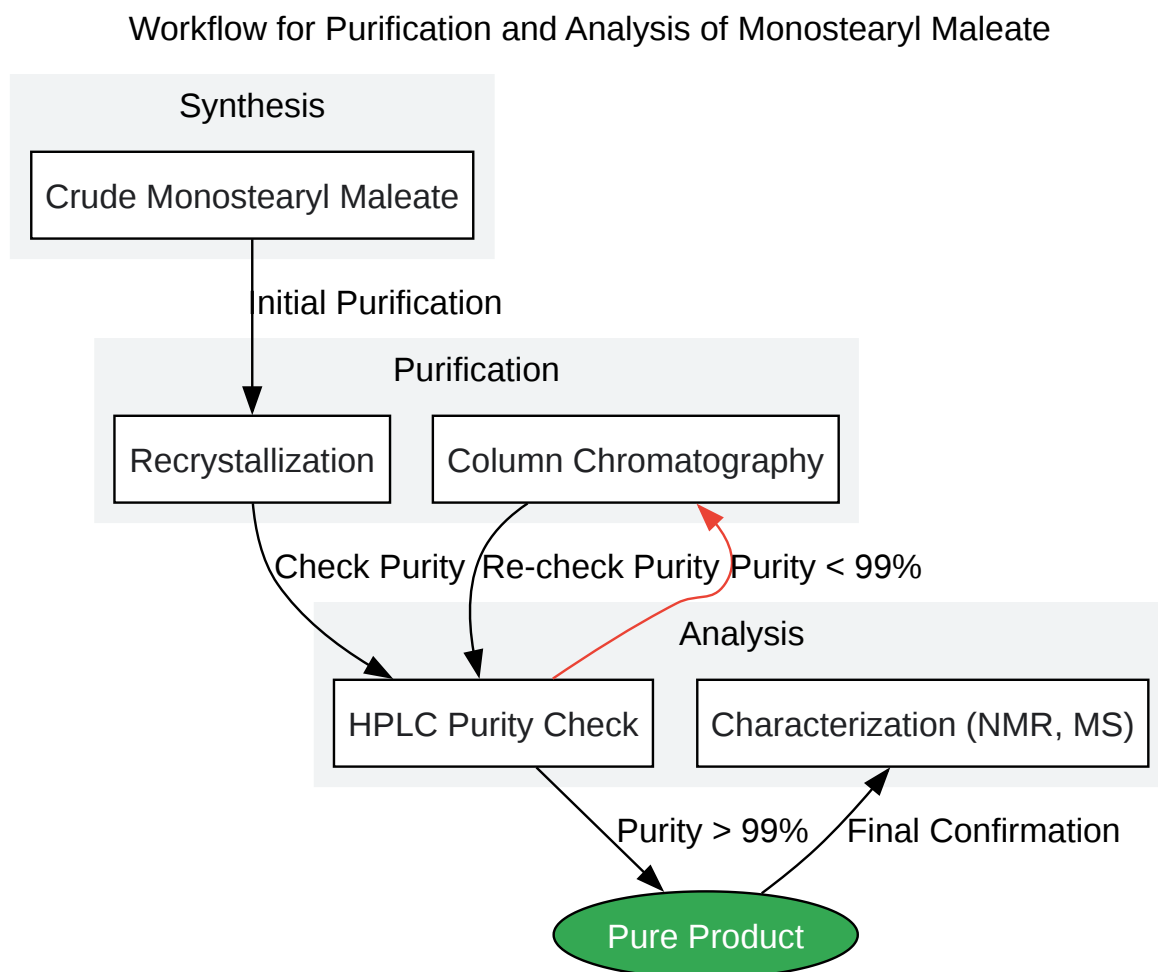 Workflow for Purification and Analysis of Monostearyl Maleate
Synthesis
Crude Monostearyl Maleate
Initial Purification
Purification
Recrystallization
Column Chromatography
Check Purity
Re-check Purity
Purity < 99%
Analysis
HPLC Purity Check
Characterization (NMR, MS)
Purity > 99%
Final Confirmation
Pure Product